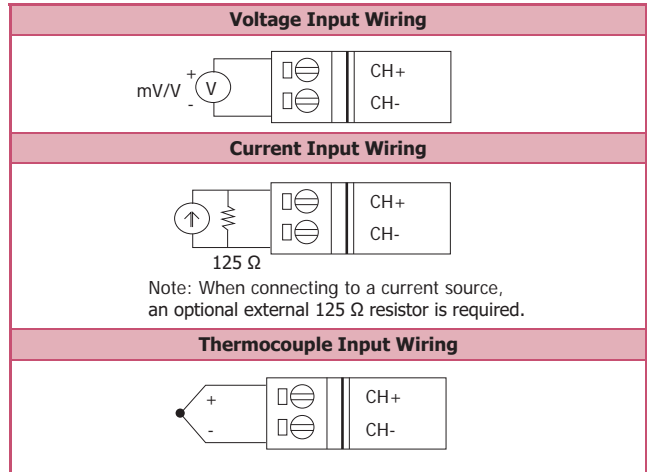 Voltage Input Wiring
mV/V
+
V
-
CH+
CH-
Current Input Wiring
CH+
CH-
125 Ω
Note: When connecting to a current source,
an optional external 125 Ω resistor is required.
Thermocouple Input Wiring
+
-
CH+
CH-